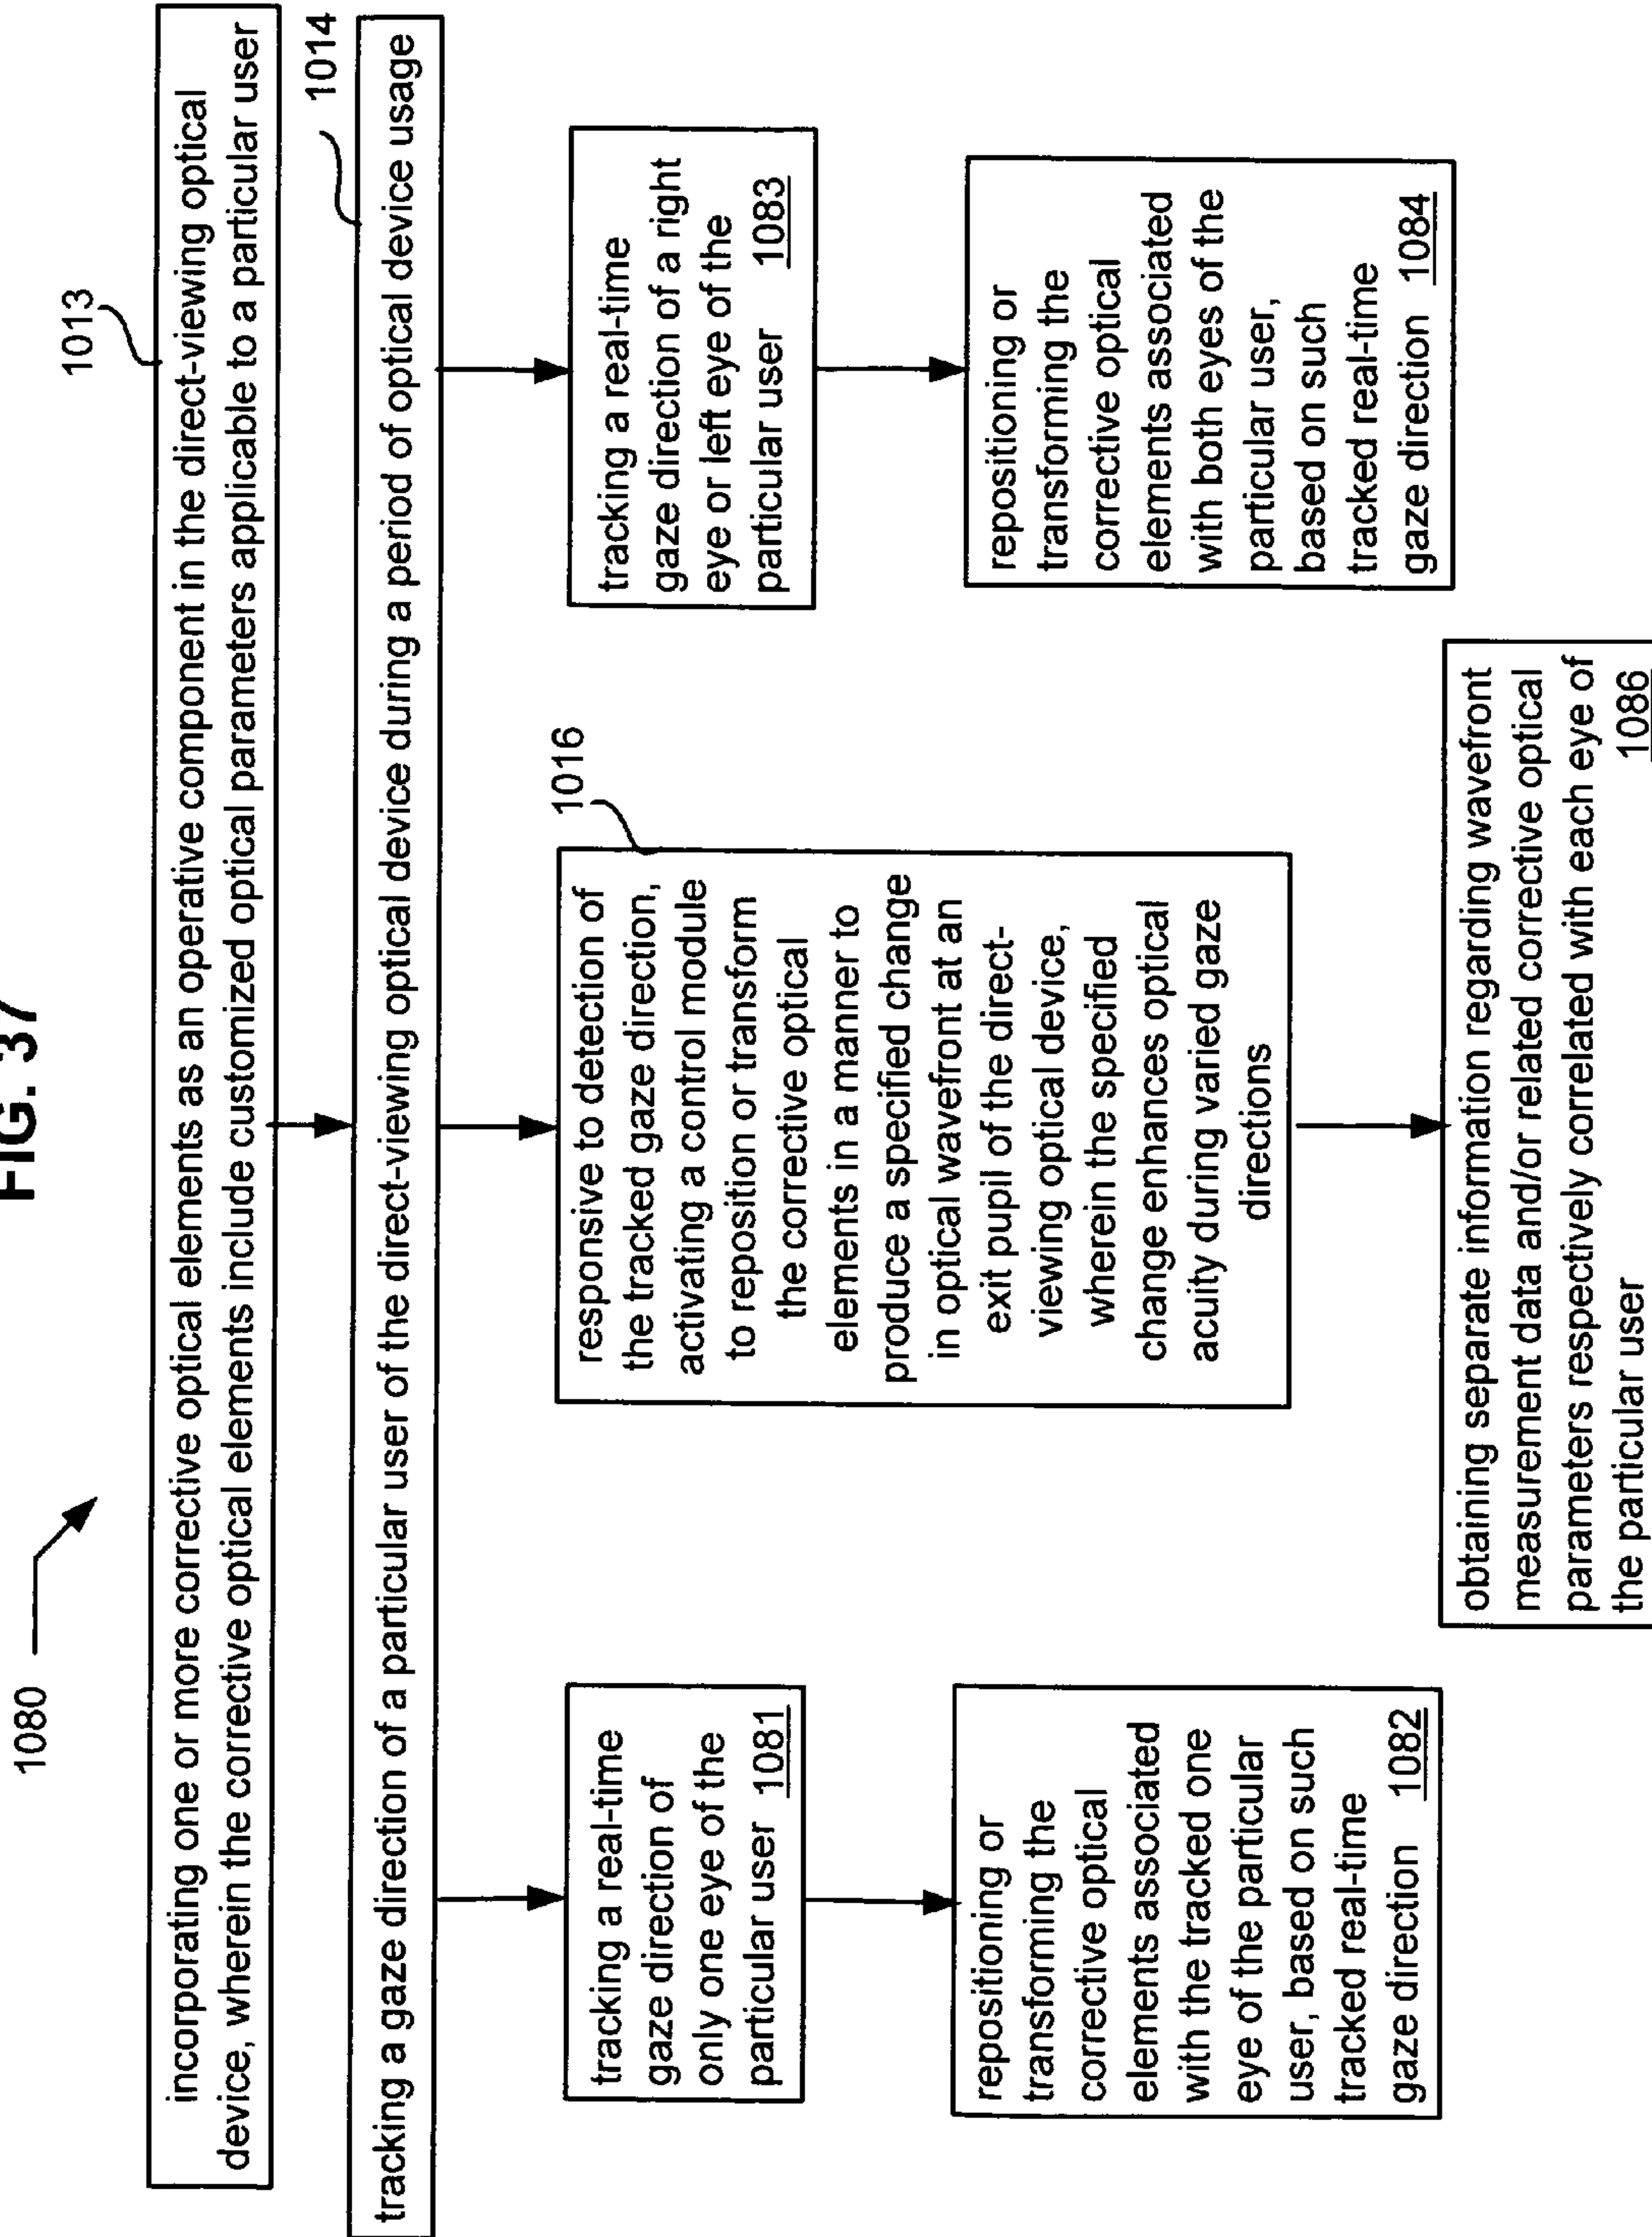 FIG. 37
1080
1013
incorporating one or more corrective optical elements as an operative component in the direct-viewing optical
device, wherein the corrective optical elements include customized optical parameters applicable to a particular user
1014
tracking a gaze direction of a particular user of the direct-viewing optical device during a period of optical device usage
tracking a real-time
gaze direction of
only one eye of the
particular user 1081
repositioning or
transforming the
corrective optical
elements associated
with the tracked one
eye of the particular
user, based on such
tracked real-time
gaze direction 1082
1016
responsive to detection of
the tracked gaze direction,
activating a control module
to reposition or transform
the corrective optical
elements in a manner to
produce a specified change
in optical wavefront at an
exit pupil of the direct-
viewing optical device,
wherein the specified
change enhances optical
acuity during varied gaze
directions
obtaining separate information regarding wavefront
measurement data and/or related corrective optical
parameters respectively correlated with each eye of
the particular user 1086
tracking a real-time
gaze direction of a right
eye or left eye of the
particular user 1083
repositioning or
transforming the
corrective optical
elements associated
with both eyes of the
particular user,
based on such
tracked real-time
gaze direction 1084